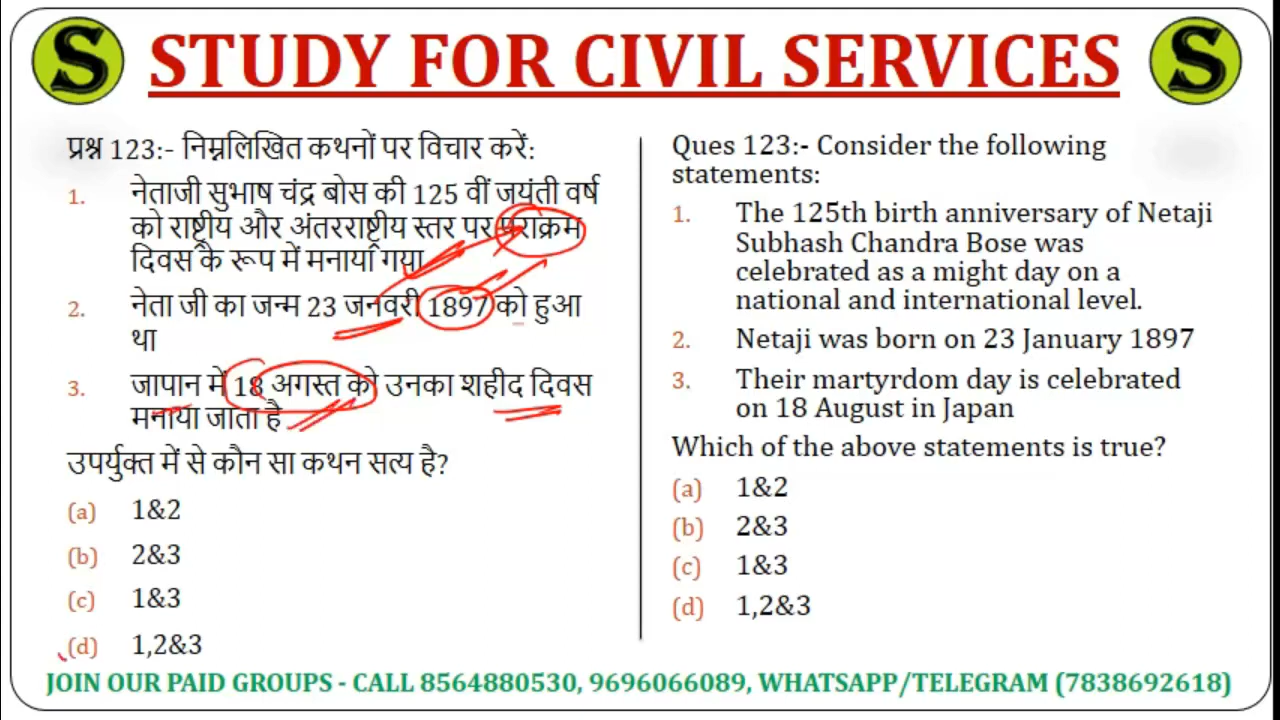 S STUDY FOR CIVIL SERVICES S
प्रश्न 123:- निम्नलिखित कथनों पर विचार करें:
1. नेताजी सुभाष चंद्र बोस की 125 वीं जयंती वर्ष
को राष्ट्रीय और अंतरराष्ट्रीय स्तर पर पराक्रम
दिवस के रूप में मनाया गया
2. नेता जी का जन्म 23 जनवरी 1897 को हुआ
था
3. जापान में 18 अगस्त को उनका शहीद दिवस
मनाया जाता है
उपर्युक्त में से कौन सा कथन सत्य है?
(a) 1&2
(b) 2&3
(c) 1&3
(d) 1,2&3
Ques 123:- Consider the following
statements:
1. The 125th birth anniversary of Netaji
Subhash Chandra Bose was
celebrated as a might day on a
national and international level.
2. Netaji was born on 23 January 1897
3. Their martyrdom day is celebrated
on 18 August in Japan
Which of the above statements is true?
(a) 1&2
(b) 2&3
(c) 1&3
(d) 1,2&3
JOIN OUR PAID GROUPS - CALL 8564880530, 9696066089, WHATSAPP/TELEGRAM (7838692618)